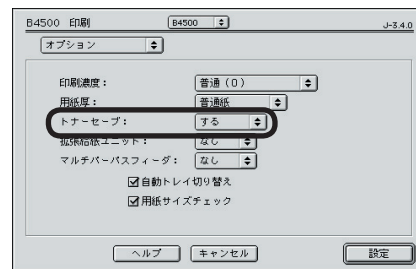 B4500 印刷 B4500 J-3.4.0
オプション
印刷濃度： 普通（0）
用紙厚： 普通紙
トナーセーブ： する
拡張給紙ユニット： なし
マルチパーパスフィーダ： なし
自動トレイ切り替え
用紙サイズチェック
ヘルプ キャンセル 設定